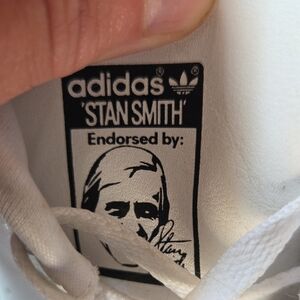 adidas ®
'STAN SMITH'
Endorsed by: